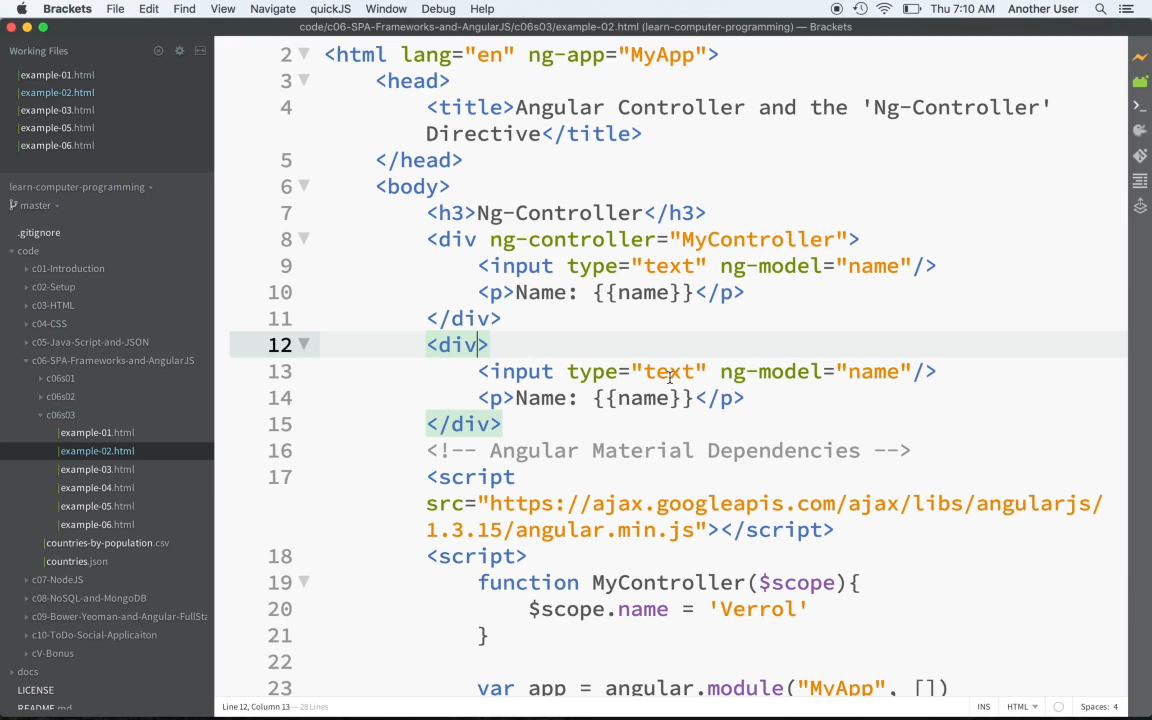 Brackets File Edit Find View Navigate quickJS Window Debug Help Thu 7:10 AM Another User
code/c06-SPA-Frameworks-and-AngularJS/c06s03/example-02.html (learn-computer-programming) — Brackets
Working Files
example-01.html
example-02.html
example-03.html
example-05.html
example-06.html
learn-computer-programming
master
.gitignore
code
c01-Introduction
c02-Setup
c03-HTML
c04-CSS
c05-Java-Script-and-JSON
c06-SPA-Frameworks-and-AngularJS
c06s01
c06s02
c06s03
example-01.html
example-02.html
example-03.html
example-04.html
example-05.html
example-06.html
countries-by-population.csv
countries.json
c07-NodeJS
c08-NoSQL-and-MongoDB
c09-Bower-Yeoman-and-Angular-FullSta
c10-ToDo-Social-Applicaiton
cV-Bonus
docs
LICENSE
README.md
2 <html lang="en" ng-app="MyApp">
3 <head>
4 <title>Angular Controller and the 'Ng-Controller'
Directive</title>
5 </head>
6 <body>
7 <h3>Ng-Controller</h3>
8 <div ng-controller="MyController">
9 <input type="text" ng-model="name"/>
10 <p>Name: {{name}}</p>
11 </div>
12 <div>
13 <input type="text" ng-model="name"/>
14 <p>Name: {{name}}</p>
15 </div>
16 <!-- Angular Material Dependencies -->
17 <script
src="https://ajax.googleapis.com/ajax/libs/angularjs/
1.3.15/angular.min.js"></script>
18 <script>
19 function MyController($scope){
20 $scope.name = 'Verrol'
21 }
22
23 var app = angular.module("MyApp", [])
Line 12, Column 13 — 28 Lines
INS HTML Spaces: 4